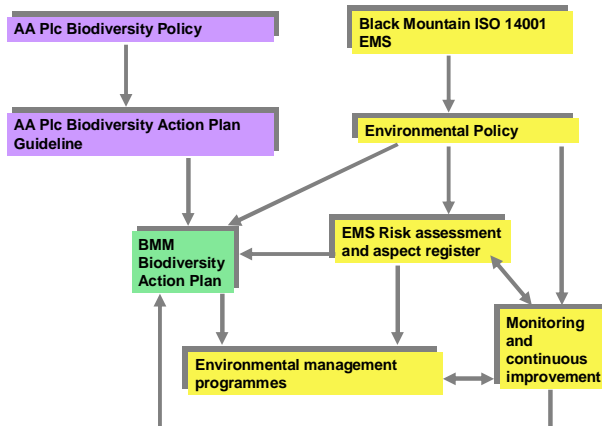 AA Plc Biodiversity Policy
Black Mountain ISO 14001
EMS
AA Plc Biodiversity Action Plan
Guideline
Environmental Policy
BMM
Biodiversity
Action Plan
EMS Risk assessment
and aspect register
Monitoring
and
continuous
improvement
Environmental management
programmes